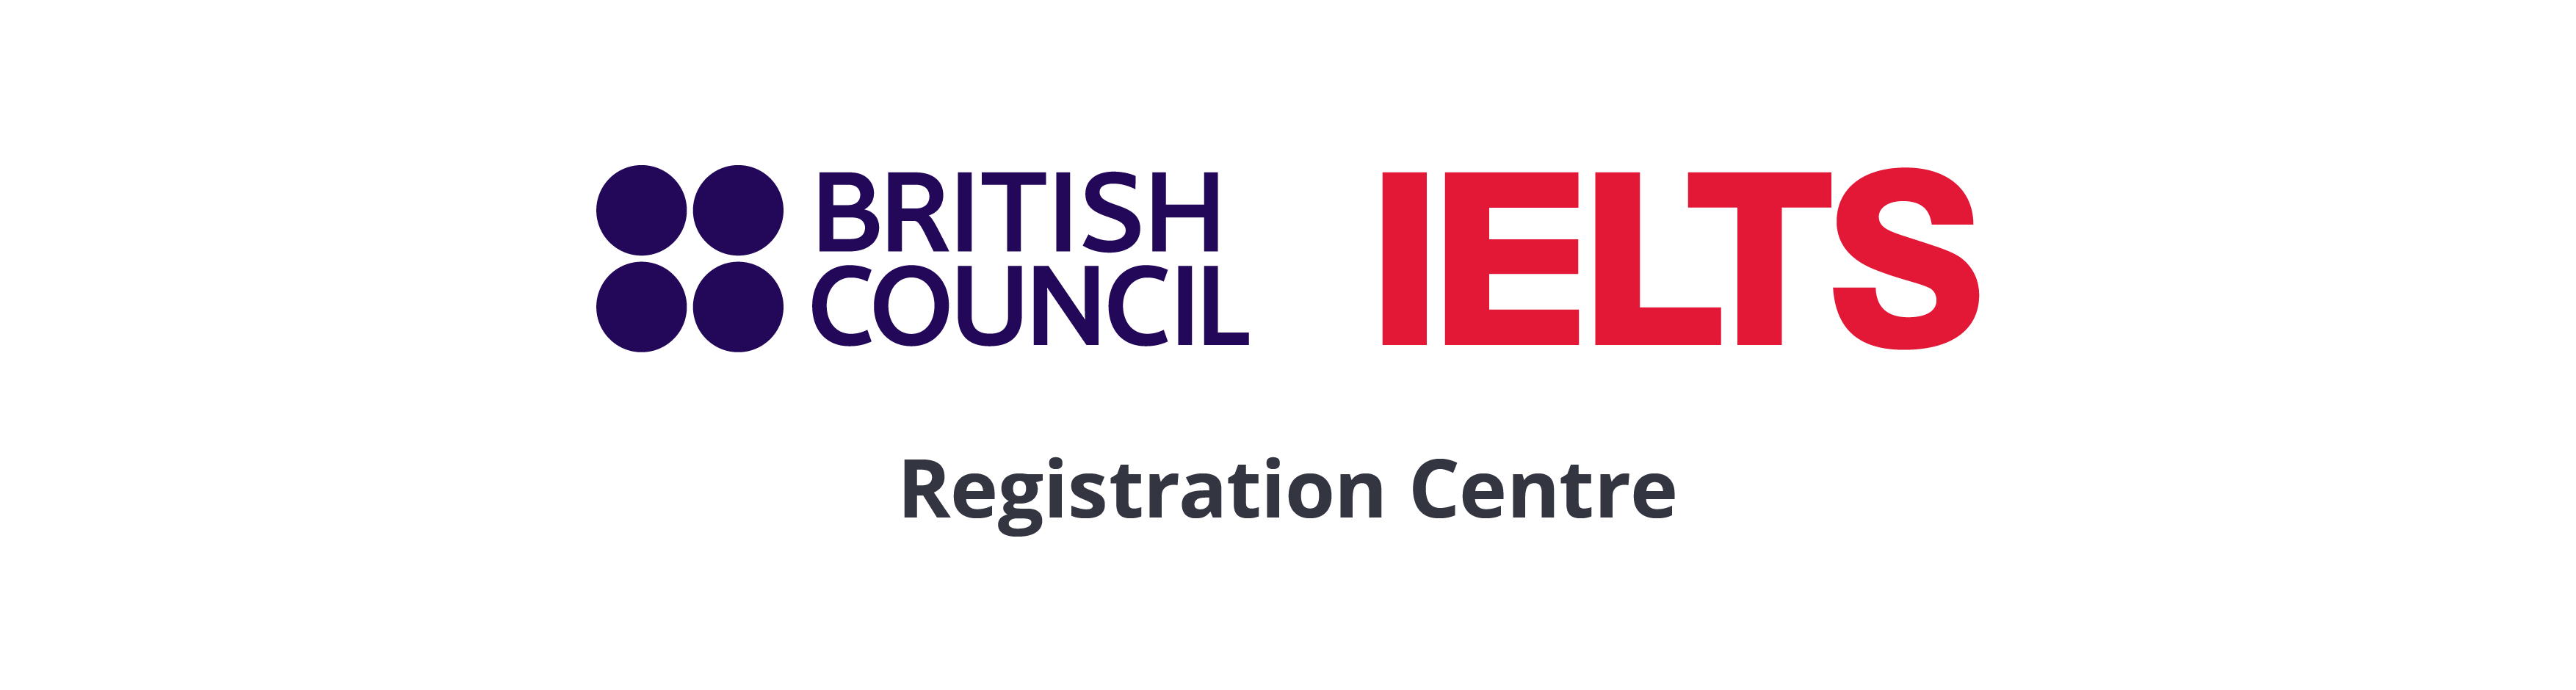 BRITISH
COUNCIL
IELTS
Registration Centre